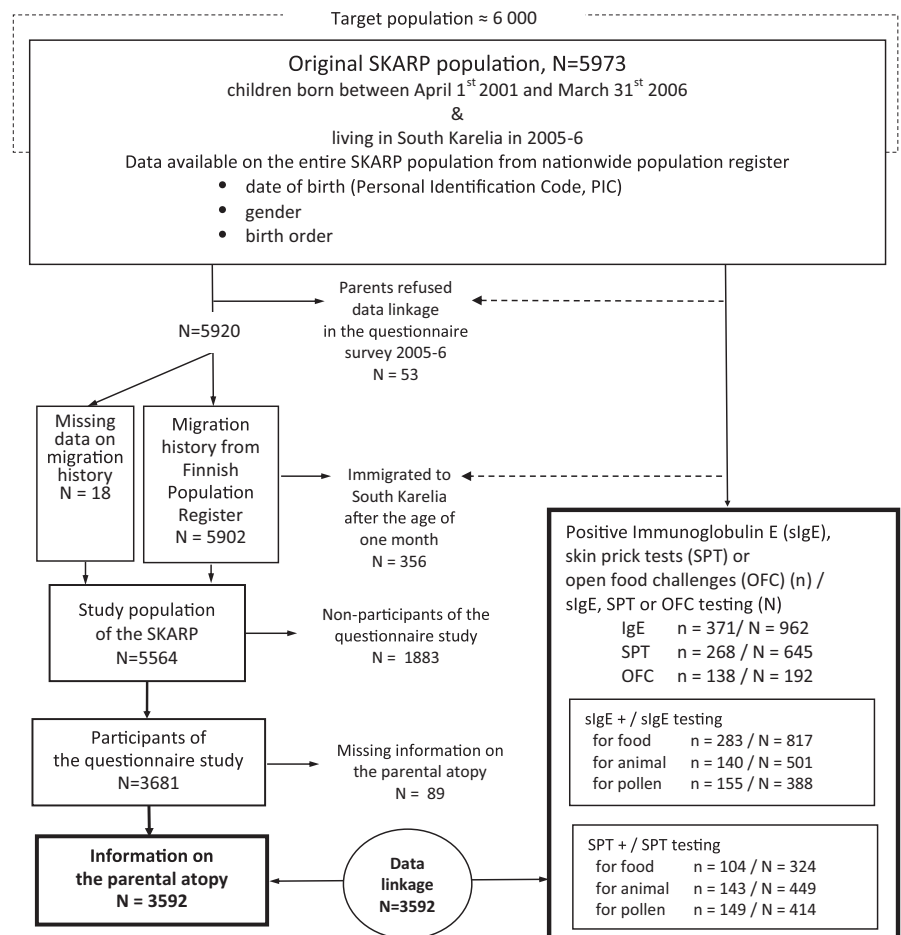 Target population ≈ 6 000
Original SKARP population, N=5973
children born between April 1st 2001 and March 31st 2006
&
living in South Karelia in 2005-6
Data available on the entire SKARP population from nationwide population register
• date of birth (Personal Identification Code, PIC)
• gender
• birth order
Parents refused
data linkage
in the questionnaire
survey 2005-6
N = 53
N=5920
Missing
data on
migration
history
N = 18
Migration
history from
Finnish
Population
Register
N = 5902
Immigrated to
South Karelia
after the age of
one month
N = 356
Study population
of the SKARP
N=5564
Non-participants of the
questionnaire study
N = 1883
Participants of
the questionnaire study
N=3681
Missing information on
the parental atopy
N = 89
Information on
the parental atopy
N = 3592
Data
linkage
N=3592
Positive Immunoglobulin E (sIgE),
skin prick tests (SPT) or
open food challenges (OFC) (n) /
sIgE, SPT or OFC testing (N)
IgE n = 371/ N = 962
SPT n = 268 / N = 645
OFC n = 138 / N = 192
sIgE + / sIgE testing
for food n = 283 / N = 817
for animal n = 140 / N = 501
for pollen n = 155 / N = 388
SPT + / SPT testing
for food n = 104 / N = 324
for animal n = 143 / N = 449
for pollen n = 149 / N = 414